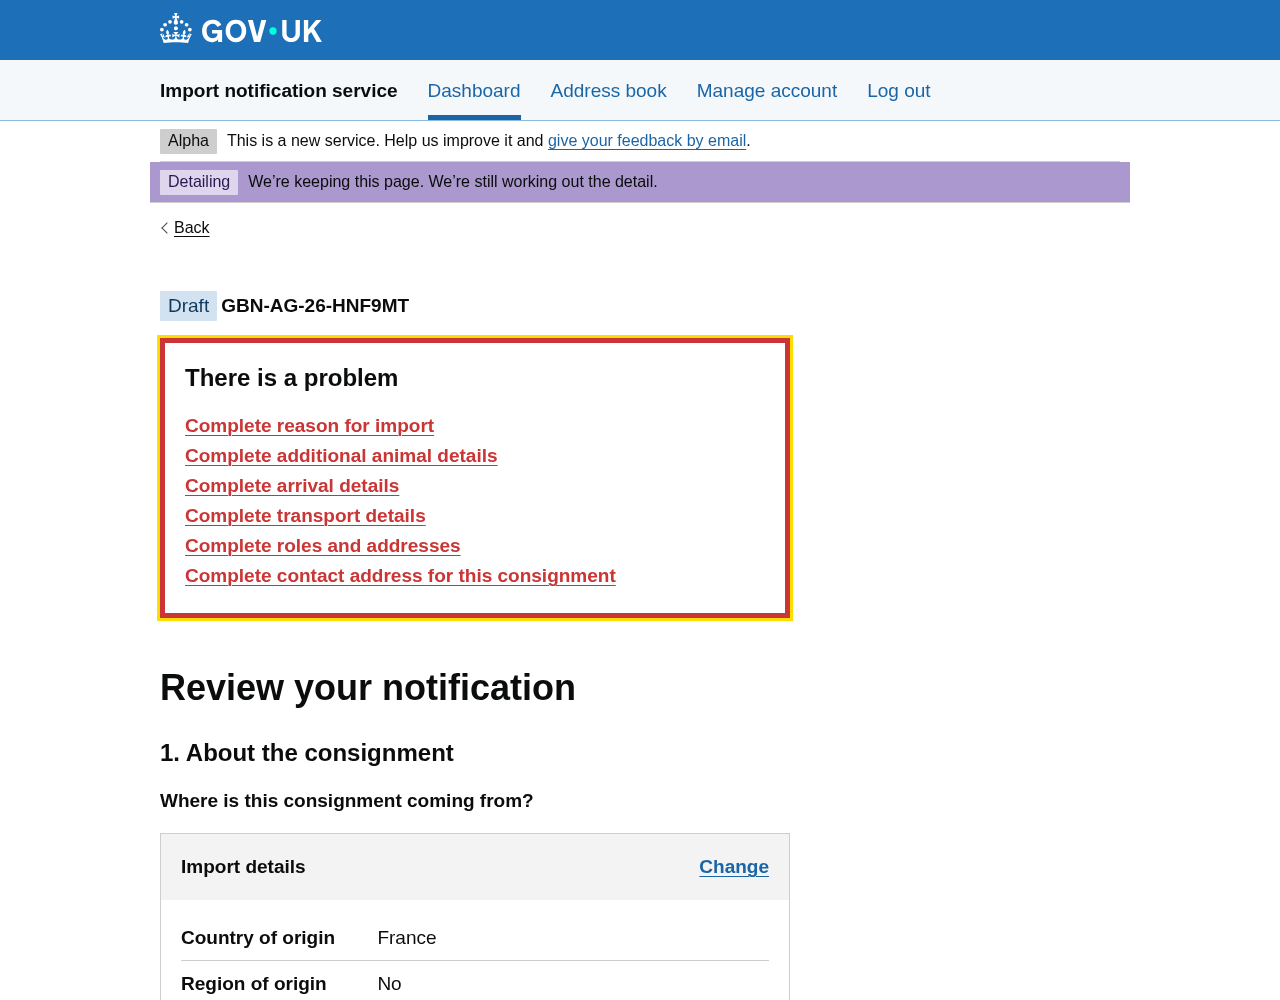 GOV.UK
Import notification service Dashboard Address book Manage account Log out
Alpha This is a new service. Help us improve it and give your feedback by email.
Detailing We’re keeping this page. We’re still working out the detail.
Back
Draft GBN-AG-26-HNF9MT
There is a problem
Complete reason for import
Complete additional animal details
Complete arrival details
Complete transport details
Complete roles and addresses
Complete contact address for this consignment
Review your notification
1. About the consignment
Where is this consignment coming from?
Import details Change
Country of origin France
Region of origin No